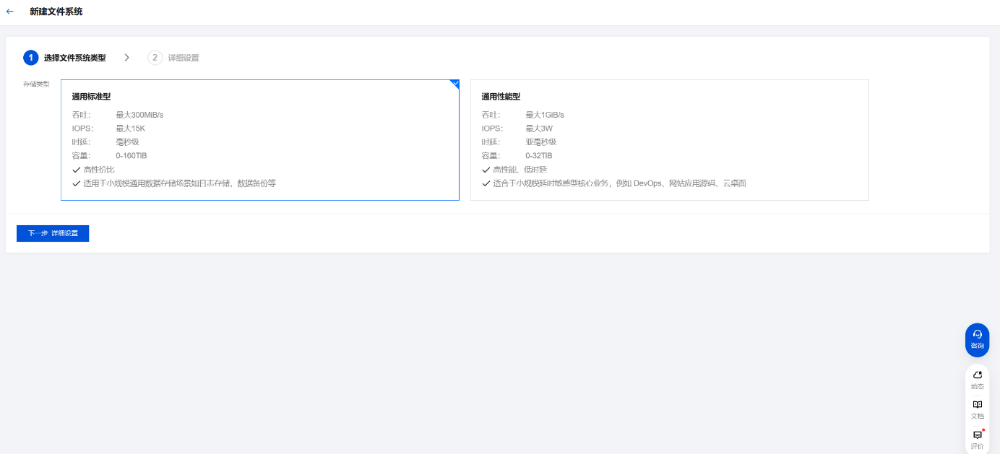 新建文件系统
1 选择文件系统类型 2 详细设置
存储类型
通用标准型
吞吐： 最大300MiB/s
IOPS： 最大15K
时延： 毫秒级
容量： 0-160TiB
高性价比
适用于小规模通用数据存储场景如日志存储，数据备份等
通用性能型
吞吐： 最大1GiB/s
IOPS： 最大3W
时延： 亚毫秒级
容量： 0-32TiB
高性能、低时延
适合于小规模延时敏感型核心业务，例如 DevOps、网站应用源码、云桌面
下一步: 详细设置
咨询
动态
文档
评价